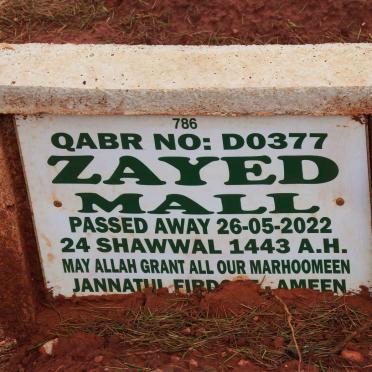 786
QABR NO: D0377
ZAYED
MALL
PASSED AWAY 26-05-2022
24 SHAWWAL 1443 A.H.
MAY ALLAH GRANT ALL OUR MARHOOMEEN
JANNATUL AMEEN